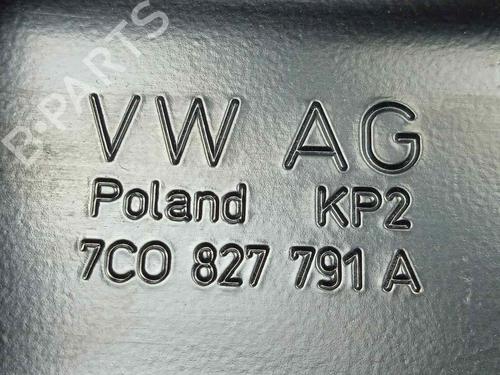 B-PARTS
VW AG
Poland KP2
7C0 827 791 A